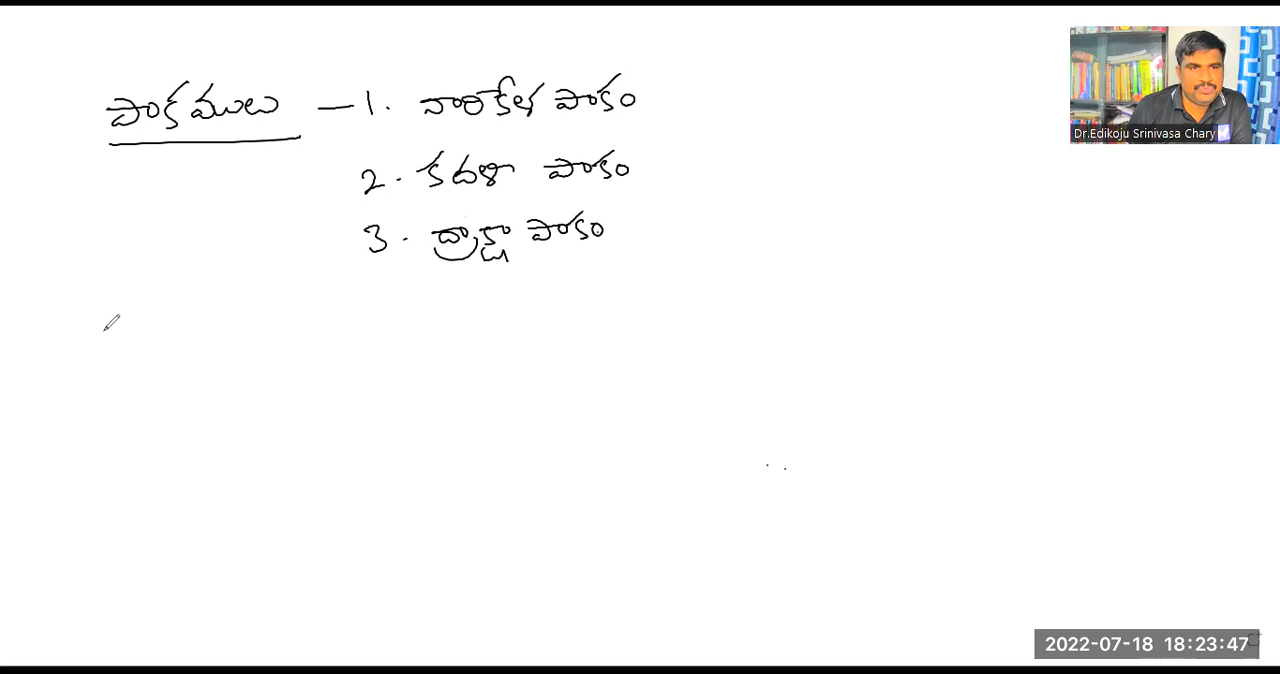 పాకములు – 1. నారికేళ పాకం
2. కదళీ పాకం
3. ద్రాక్షా పాకం
Dr.Edikoju Srinivasa Chary
2022-07-18 18:23:47